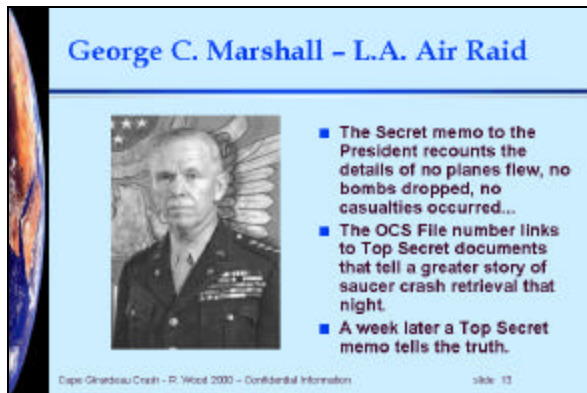 George C. Marshall – L.A. Air Raid
The Secret memo to the
President recounts the
details of no planes flew, no
bombs dropped, no
casualties occurred...
The OCS File number links
to Top Secret documents
that tell a greater story of
saucer crash retrieval that
night.
A week later a Top Secret
memo tells the truth.
Cape Girardeau Crash – R. Wood 2000 – Confidential Information
slide 13